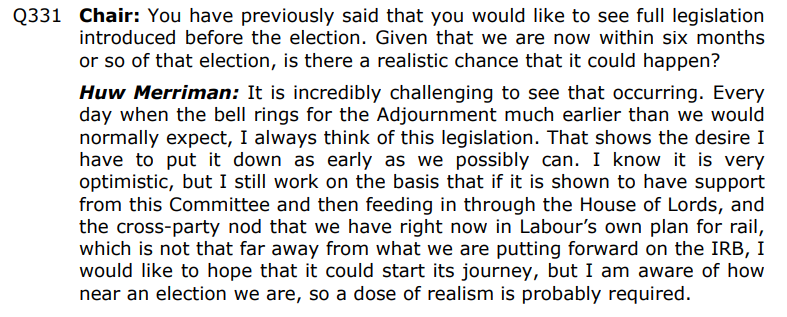 Q331 Chair: You have previously said that you would like to see full legislation
introduced before the election. Given that we are now within six months
or so of that election, is there a realistic chance that it could happen?
Huw Merriman: It is incredibly challenging to see that occurring. Every
day when the bell rings for the Adjournment much earlier than we would
normally expect, I always think of this legislation. That shows the desire I
have to put it down as early as we possibly can. I know it is very
optimistic, but I still work on the basis that if it is shown to have support
from this Committee and then feeding in through the House of Lords, and
the cross-party nod that we have right now in Labour’s own plan for rail,
which is not that far away from what we are putting forward on the IRB, I
would like to hope that it could start its journey, but I am aware of how
near an election we are, so a dose of realism is probably required.